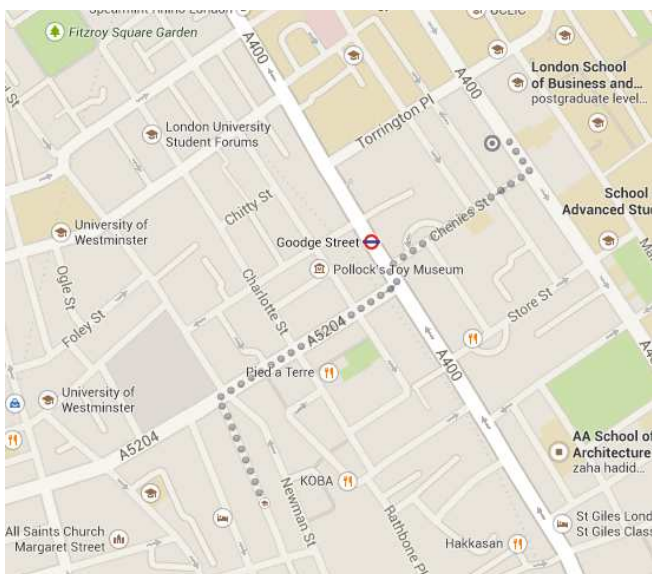 Fitzroy Square Garden
A400
A400
London School
of Business and...
postgraduate level...
Torrington Pl
London University
Student Forums
Chitty St
School
Advanced Stu
University of
Westminster
Goodge Street
Chenies St
Pollock's Toy Museum
Ogle St
Charlotte St
Foley St
A5204
Store St
A400
A400
Pied a Terre
University of
Westminster
A5204
AA School of
Architecture
zaha hadid...
KOBA
Newman St
Rathbone Pl
All Saints Church
Margaret Street
Hakkasan
St Giles Lond
St Giles Class